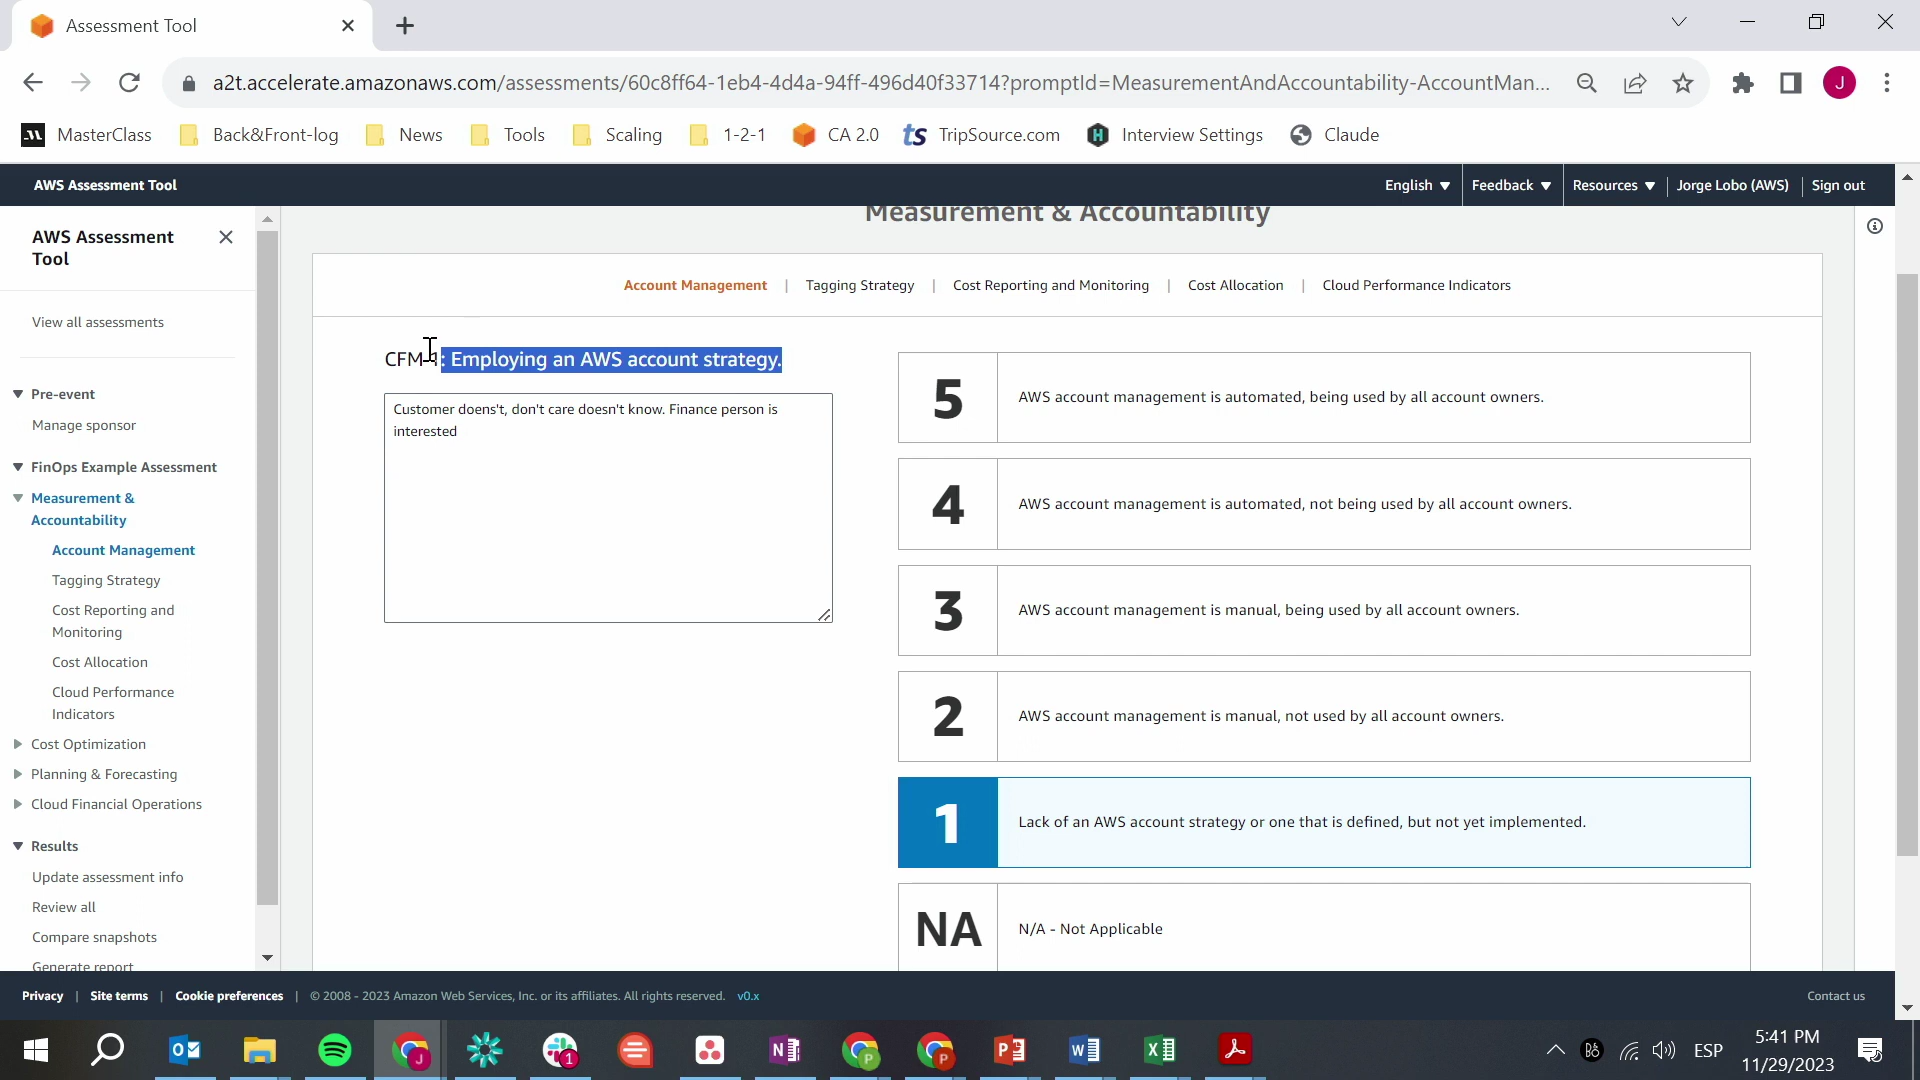 Assessment Tool
a2t.accelerate.amazonaws.com/assessments/60c8ff64-1eb4-4d4a-94ff-496d40f33714?promptId=MeasurementAndAccountability-AccountMan...
J
MasterClass
Back&Front-log
News
Tools
Scaling
1-2-1
CA 2.0
ts TripSource.com
H Interview Settings
Claude
AWS Assessment Tool
English
Feedback
Resources
Jorge Lobo (AWS)
Sign out
AWS Assessment
Tool
View all assessments
Pre-event
Manage sponsor
FinOps Example Assessment
Measurement &
Accountability
Account Management
Tagging Strategy
Cost Reporting and
Monitoring
Cost Allocation
Cloud Performance
Indicators
Cost Optimization
Planning & Forecasting
Cloud Financial Operations
Results
Update assessment info
Review all
Compare snapshots
Generate report
Measurement & Accountability
Account Management | Tagging Strategy | Cost Reporting and Monitoring | Cost Allocation | Cloud Performance Indicators
CFM-1: Employing an AWS account strategy.
Customer doens't, don't care doesn't know. Finance person is
interested
5 AWS account management is automated, being used by all account owners.
4 AWS account management is automated, not being used by all account owners.
3 AWS account management is manual, being used by all account owners.
2 AWS account management is manual, not used by all account owners.
1 Lack of an AWS account strategy or one that is defined, but not yet implemented.
NA N/A - Not Applicable
Privacy | Site terms | Cookie preferences | © 2008 - 2023 Amazon Web Services, Inc. or its affiliates. All rights reserved. v0.x
Contact us
ESP
5:41 PM
11/29/2023